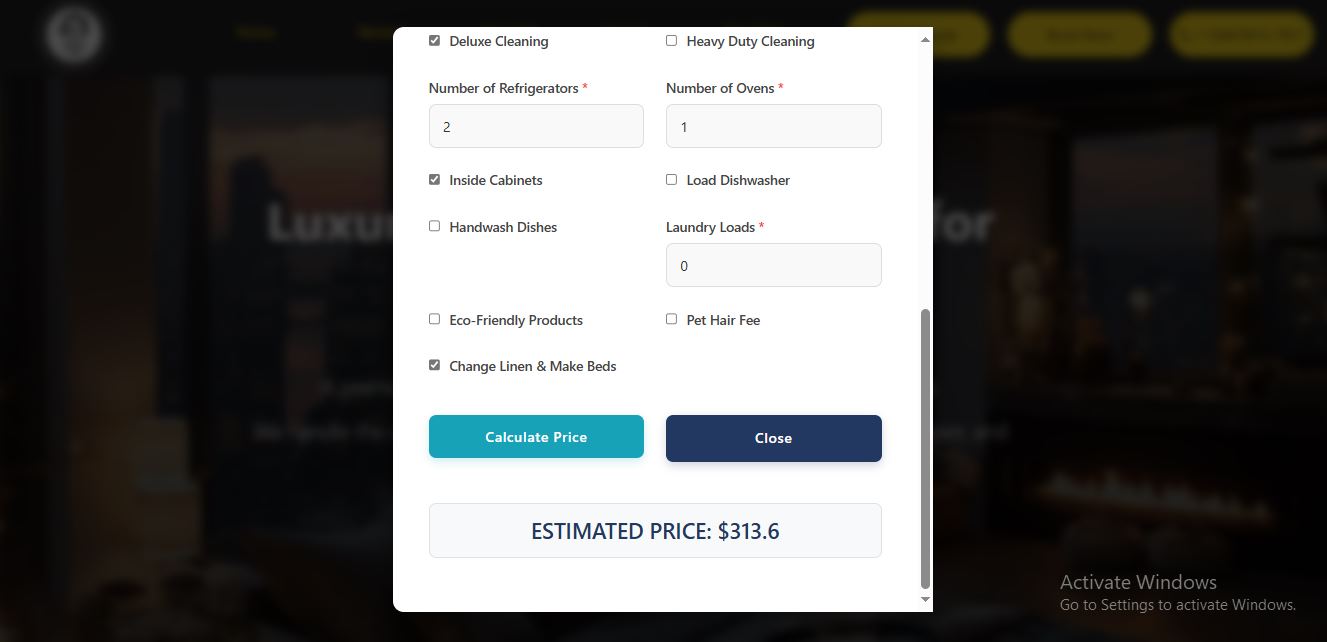 Deluxe Cleaning
Heavy Duty Cleaning
Number of Refrigerators *
Number of Ovens *
2
1
Inside Cabinets
Load Dishwasher
Handwash Dishes
Laundry Loads *
0
Eco-Friendly Products
Pet Hair Fee
Change Linen & Make Beds
Calculate Price
Close
ESTIMATED PRICE: $313.6
for
Activate Windows
Go to Settings to activate Windows.